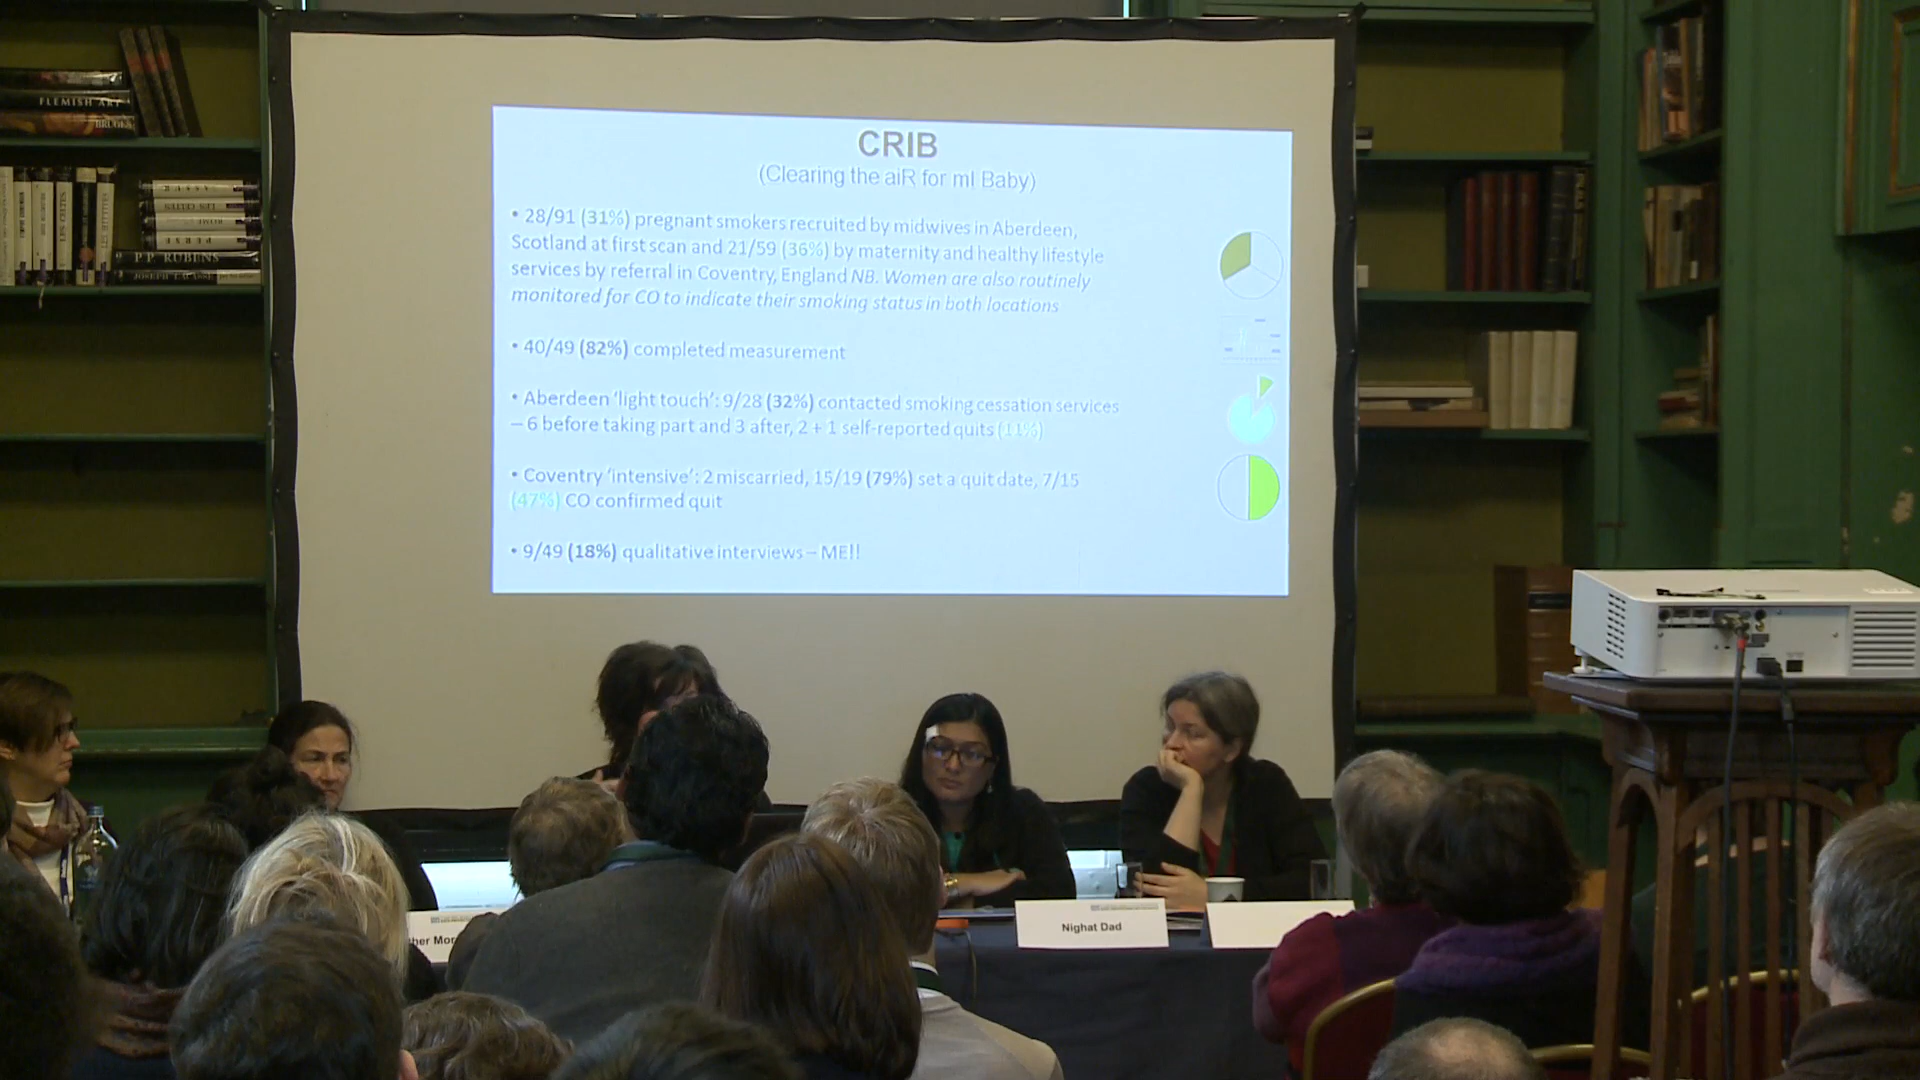 CRIB
(Clearing the aiR for mI Baby)
• 28/91 (31%) pregnant smokers recruited by midwives in Aberdeen,
Scotland at first scan and 21/59 (36%) by maternity and healthy lifestyle
services by referral in Coventry, England NB. Women are also routinely
monitored for CO to indicate their smoking status in both locations
• 40/49 (82%) completed measurement
• Aberdeen 'light touch': 9/28 (32%) contacted smoking cessation services
– 6 before taking part and 3 after, 2 + 1 self-reported quits (11%)
• Coventry 'intensive': 2 miscarried, 15/19 (79%) set a quit date, 7/15
(47%) CO confirmed quit
• 9/49 (18%) qualitative interviews – ME!!
FLEMISH ART
BRUGES
LES CELTES
P.P. RUBENS
Nighat Dad